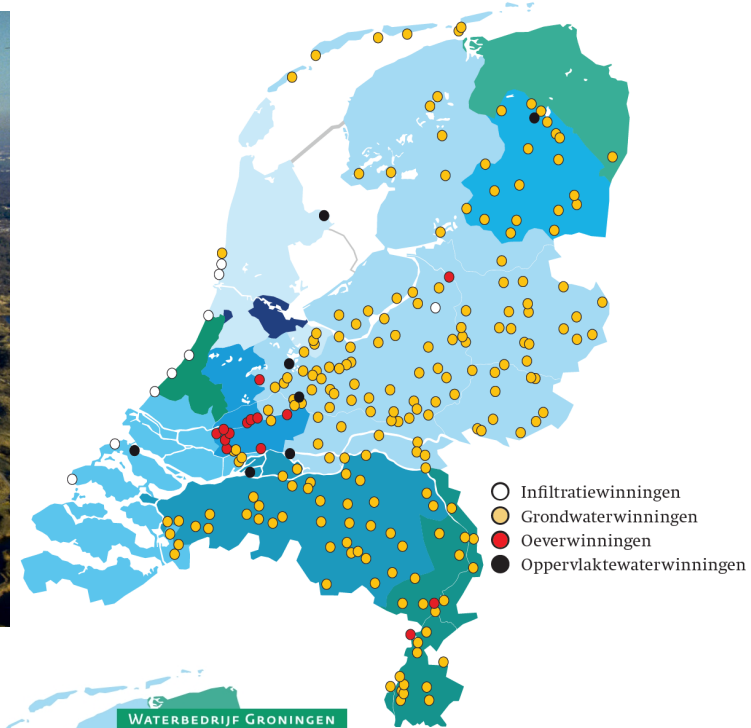 Infiltratiewinningen
Grondwaterwinningen
Oeverwinningen
Oppervlaktewaterwinningen
WATERBEDRIJF GRONINGEN